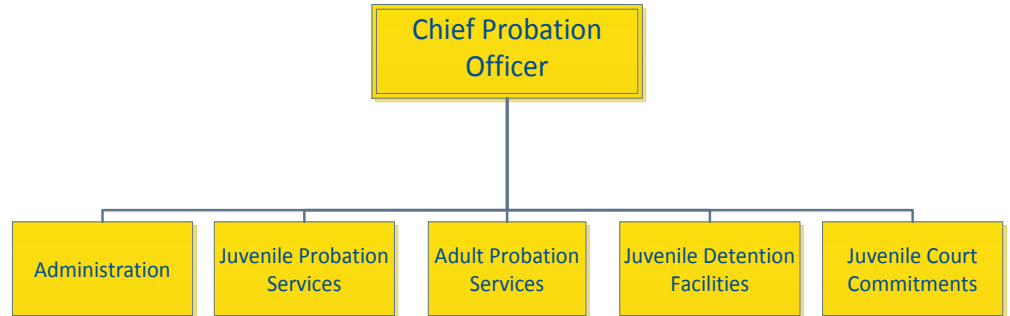 Chief Probation
Officer
Administration
Juvenile Probation
Services
Adult Probation
Services
Juvenile Detention
Facilities
Juvenile Court
Commitments